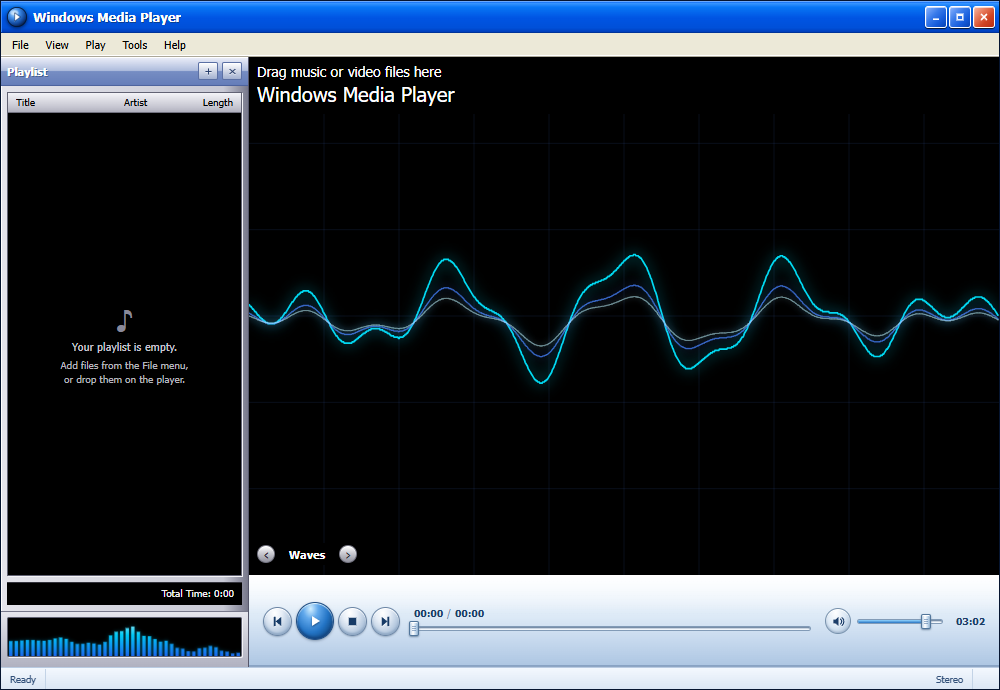 Windows Media Player
File View Play Tools Help
Playlist
Title Artist Length
Your playlist is empty.
Add files from the File menu,
or drop them on the player.
Total Time: 0:00
Drag music or video files here
Windows Media Player
Waves
00:00 / 00:00
03:02
Ready
Stereo